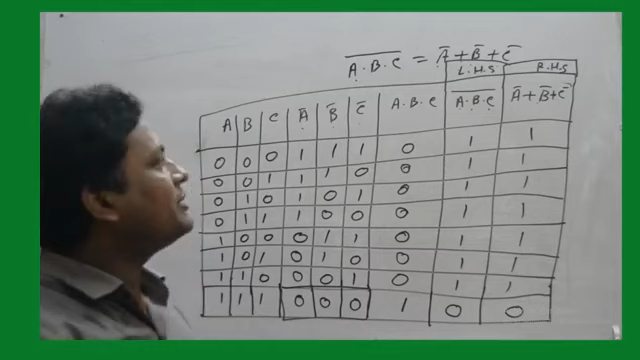 A̅.̅B̅.̅C̅ = A̅ + B̅ + C̅
L.H.S R.H.S
A B C A̅ B̅ C̅ A.B.C A̅.̅B̅.̅C̅ A̅ + B̅ + C̅
0 0 0 1 1 1 0 1 1
0 0 1 1 1 0 0 1 1
0 1 0 1 0 1 0 1 1
0 1 1 1 0 0 0 1 1
1 0 0 0 1 1 0 1 1
1 0 1 0 1 0 0 1 1
1 1 0 0 0 1 0 1 1
1 1 1 0 0 0 1 0 0